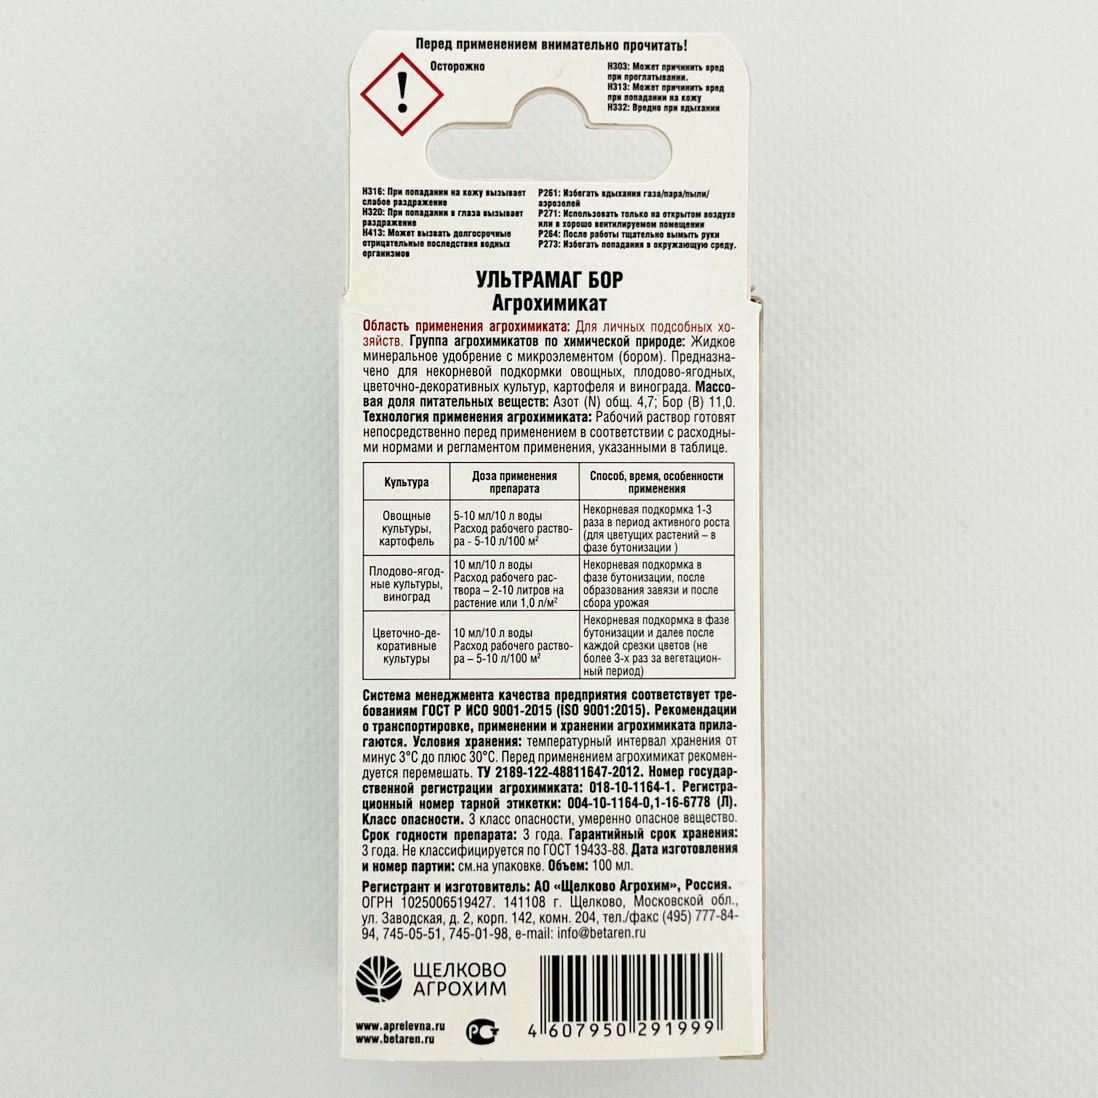 Перед применением внимательно прочитать!
Осторожно
H303: Может причинить вред
при проглатывании.
H313: Может причинить вред
при попадании на кожу
H332: Вредно при вдыхании
H316: При попадании на кожу вызывает
слабое раздражение
H320: При попадании в глаза вызывает
раздражение
H413: Может вызвать долгосрочные
отрицательные последствия водных
организмов
P261: Избегать вдыхания газа/пара/пыли/
аэрозолей
P271: Использовать только на открытом воздухе
или в хорошо вентилируемом помещении
P264: После работы тщательно вымыть руки
P273: Избегать попадания в окружающую среду.
УЛЬТРАМАГ БОР
Агрохимикат
Область применения агрохимиката: Для личных подсобных хо-
зяйств. Группа агрохимикатов по химической природе: Жидкое
минеральное удобрение с микроэлементом (бором). Предназна-
чено для некорневой подкормки овощных, плодово-ягодных,
цветочно-декоративных культур, картофеля и винограда. Массо-
вая доля питательных веществ: Азот (N) общ. 4,7; Бор (B) 11,0.
Технология применения агрохимиката: Рабочий раствор готовят
непосредственно перед применением в соответствии с расходны-
ми нормами и регламентом применения, указанными в таблице.
Культура
Доза применения
препарата
Способ, время, особенности
применения
Овощные
культуры,
картофель
5-10 мл/10 л воды
Расход рабочего раство-
ра - 5-10 л/100 м²
Некорневая подкормка 1-3
раза в период активного роста
(для цветущих растений – в
фазе бутонизации )
Плодово-ягод-
ные культуры,
виноград
10 мл/10 л воды
Расход рабочего рас-
твора – 2-10 литров на
растение или 1,0 л/м²
Некорневая подкормка в
фазе бутонизации, после
образования завязи и после
сбора урожая
Цветочно-де-
коративные
культуры
10 мл/10 л воды
Расход рабочего раство-
ра – 5-10 л/100 м²
Некорневая подкормка в фазе
бутонизации и далее после
каждой срезки цветов (не
более 3-х раз за вегетацион-
ный период)
Система менеджмента качества предприятия соответствует тре-
бованиям ГОСТ Р ИСО 9001-2015 (ISO 9001:2015). Рекомендации
о транспортировке, применении и хранении агрохимиката прила-
гаются. Условия хранения: температурный интервал хранения от
минус 3°С до плюс 30°С. Перед применением агрохимикат рекомен-
дуется перемешать. ТУ 2189-122-48811647-2012. Номер государ-
ственной регистрации агрохимиката: 018-10-1164-1. Регистра-
ционный номер тарной этикетки: 004-10-1164-0,1-16-6778 (Л).
Класс опасности. 3 класс опасности, умеренно опасное вещество.
Срок годности препарата: 3 года. Гарантийный срок хранения:
3 года. Не классифицируется по ГОСТ 19433-88. Дата изготовления
и номер партии: см.на упаковке. Объем: 100 мл.
Регистрант и изготовитель: АО «Щелково Агрохим», Россия.
ОГРН 1025006519427. 141108 г. Щелково, Московской обл.,
ул. Заводская, д. 2, корп. 142, комн. 204, тел./факс (495) 777-84-
94, 745-05-51, 745-01-98, e-mail: info@betaren.ru
ЩЕЛКОВО
АГРОХИМ
www.aprelevna.ru
www.betaren.ru
РСТ
4 607950 291999